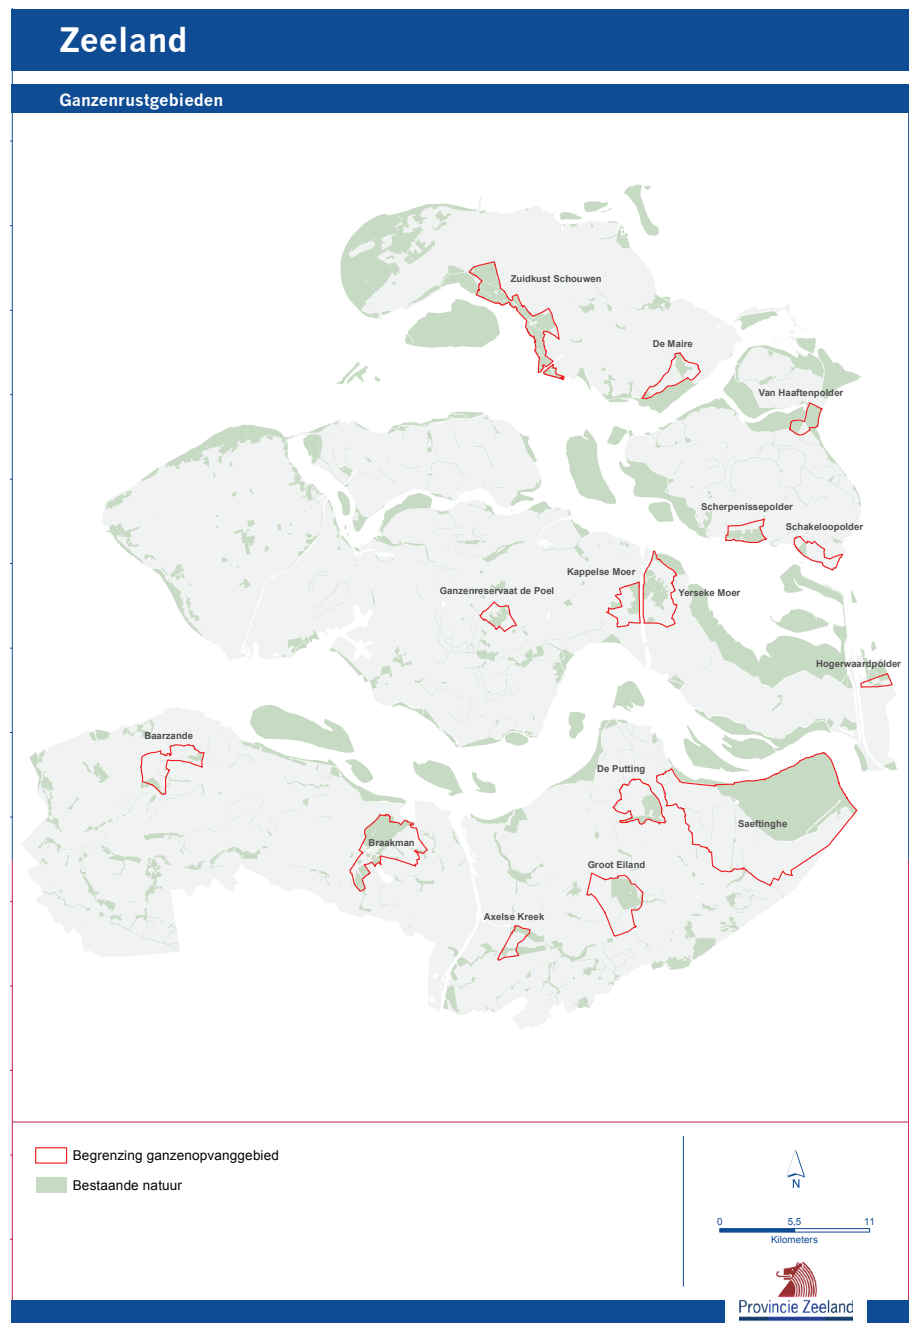 Zeeland
Ganzenrustgebieden
Zuidkust Schouwen
De Maire
Van Haaftenpolder
Scherpenissepolder
Schakeloopolder
Kappelse Moer
Ganzenreservaat de Poel
Yerseke Moer
Hogerwaardpolder
Baarzande
De Putting
Saeftinghe
Braakman
Groot Eiland
Axelse Kreek
Begrenzing ganzenopvanggebied
Bestaande natuur
N
0 5,5 11
Kilometers
Provincie Zeeland